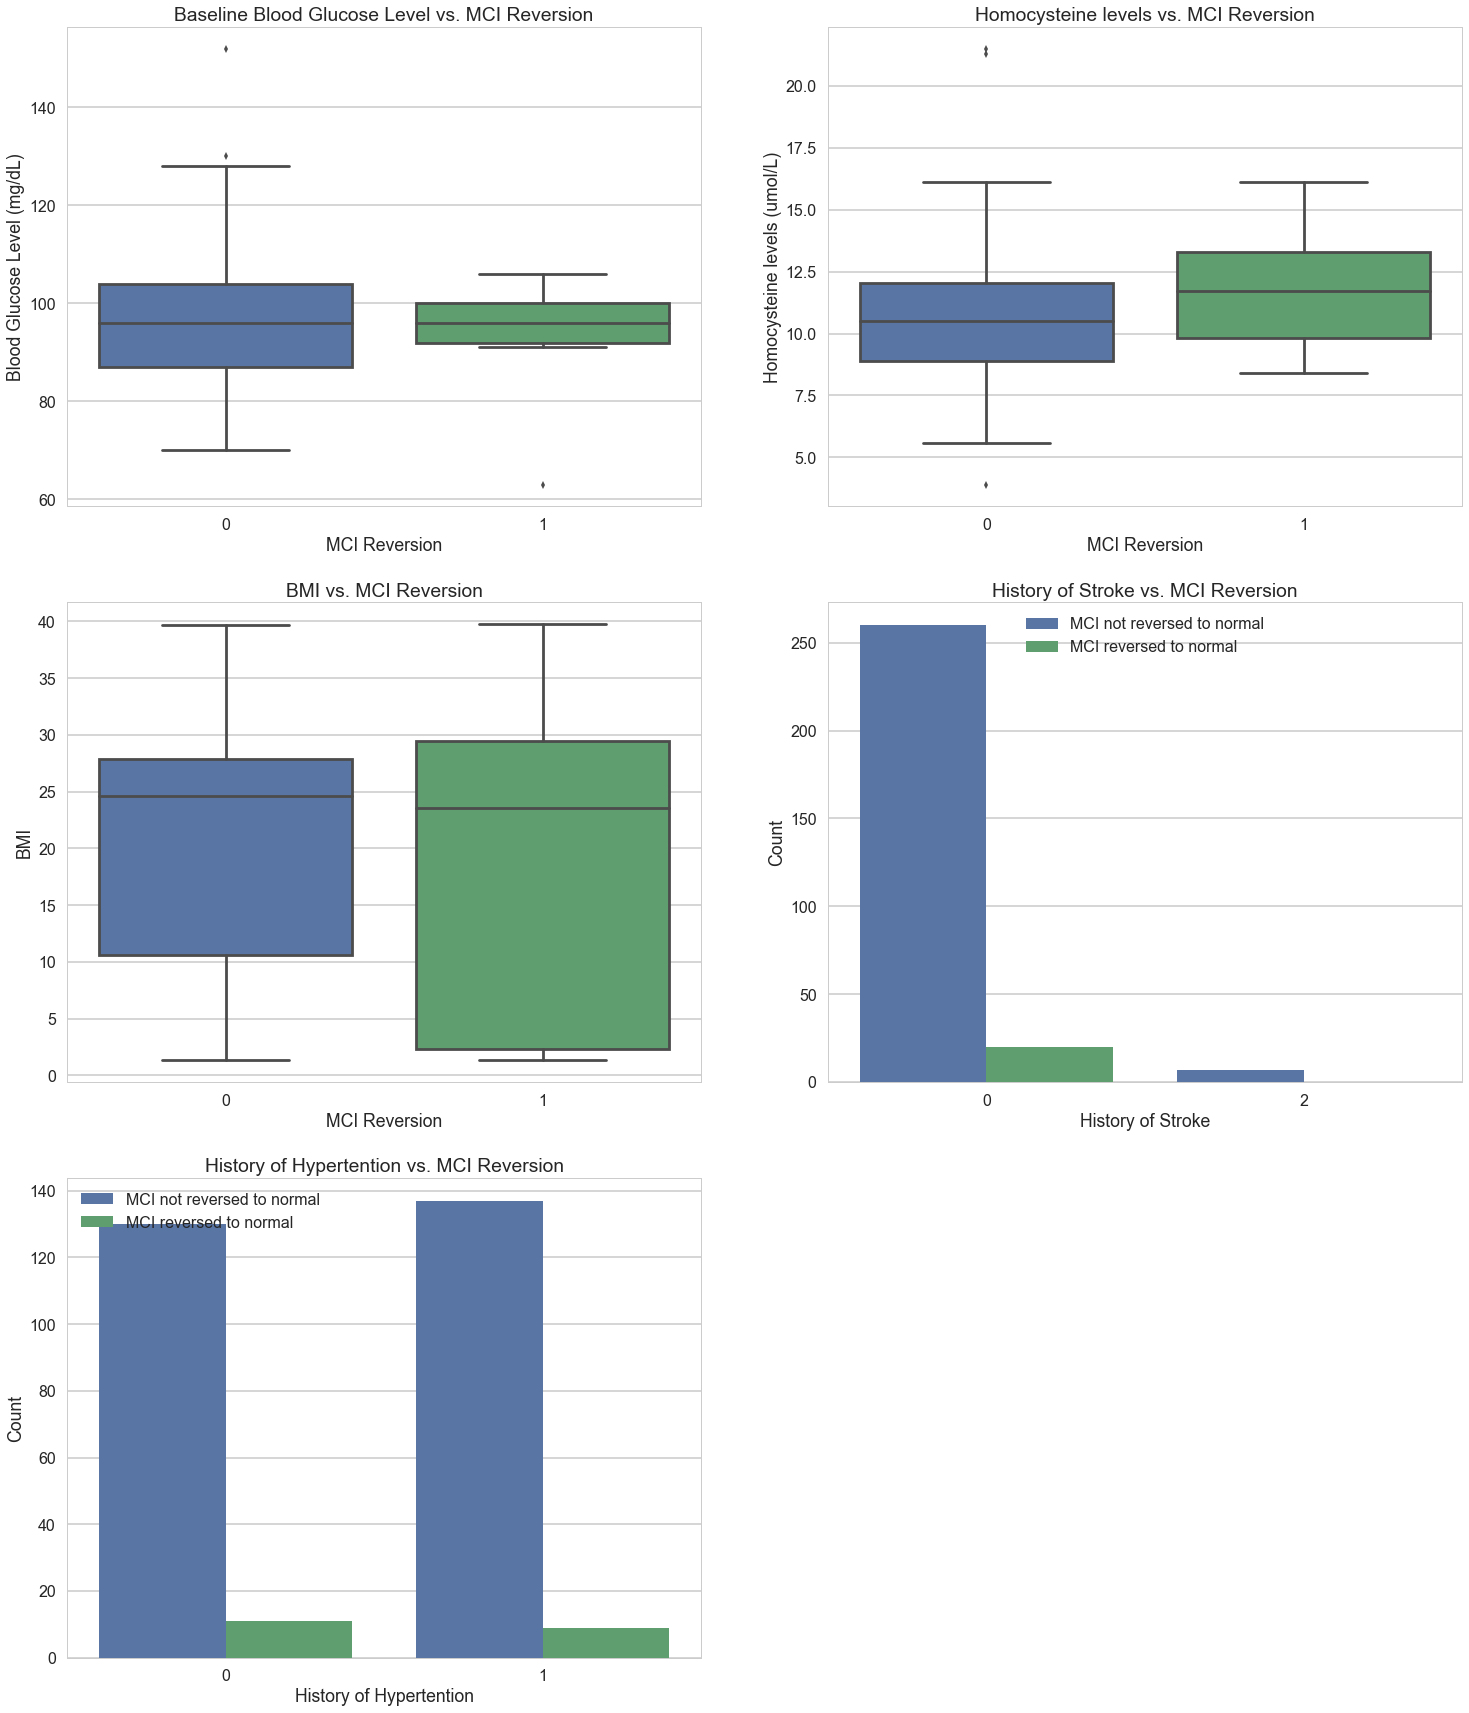 Baseline Blood Glucose Level vs. MCI Reversion
Blood Glucose Level (mg/dL)
140
120
100
80
60
0 1
MCI Reversion
Homocysteine levels vs. MCI Reversion
Homocysteine levels (umol/L)
20.0
17.5
15.0
12.5
10.0
7.5
5.0
0 1
MCI Reversion
BMI vs. MCI Reversion
BMI
40
35
30
25
20
15
10
5
0
0 1
MCI Reversion
History of Stroke vs. MCI Reversion
MCI not reversed to normal
MCI reversed to normal
Count
250
200
150
100
50
0
0 2
History of Stroke
History of Hypertention vs. MCI Reversion
MCI not reversed to normal
MCI reversed to normal
Count
140
120
100
80
60
40
20
0
0 1
History of Hypertention